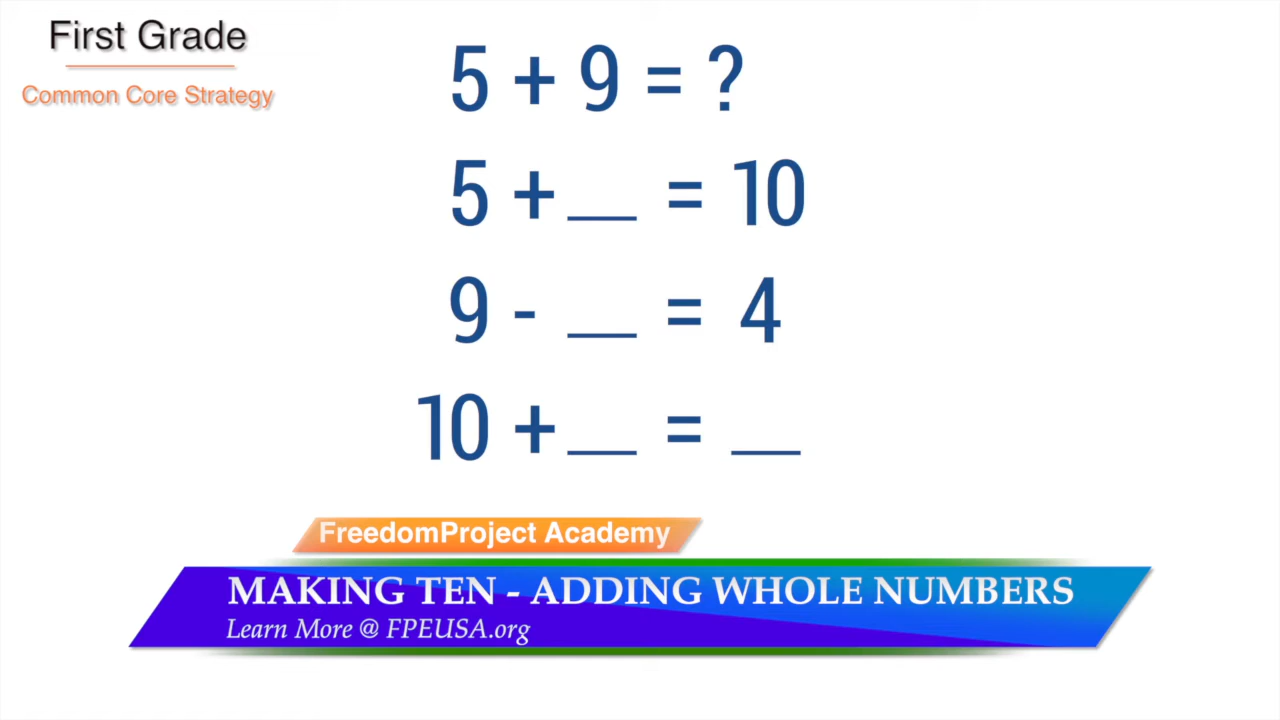 First Grade
Common Core Strategy
5 + 9 = ?
5 + __ = 10
9 - __ = 4
10 + __ = __
FreedomProject Academy
MAKING TEN - ADDING WHOLE NUMBERS
Learn More @ FPEUSA.org